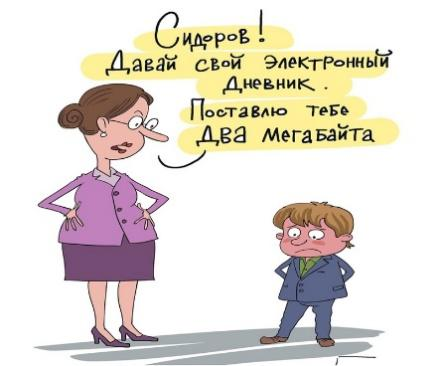 Сидоров!
Давай свой электронный
дневник.
Поставлю тебе
два мегабайта